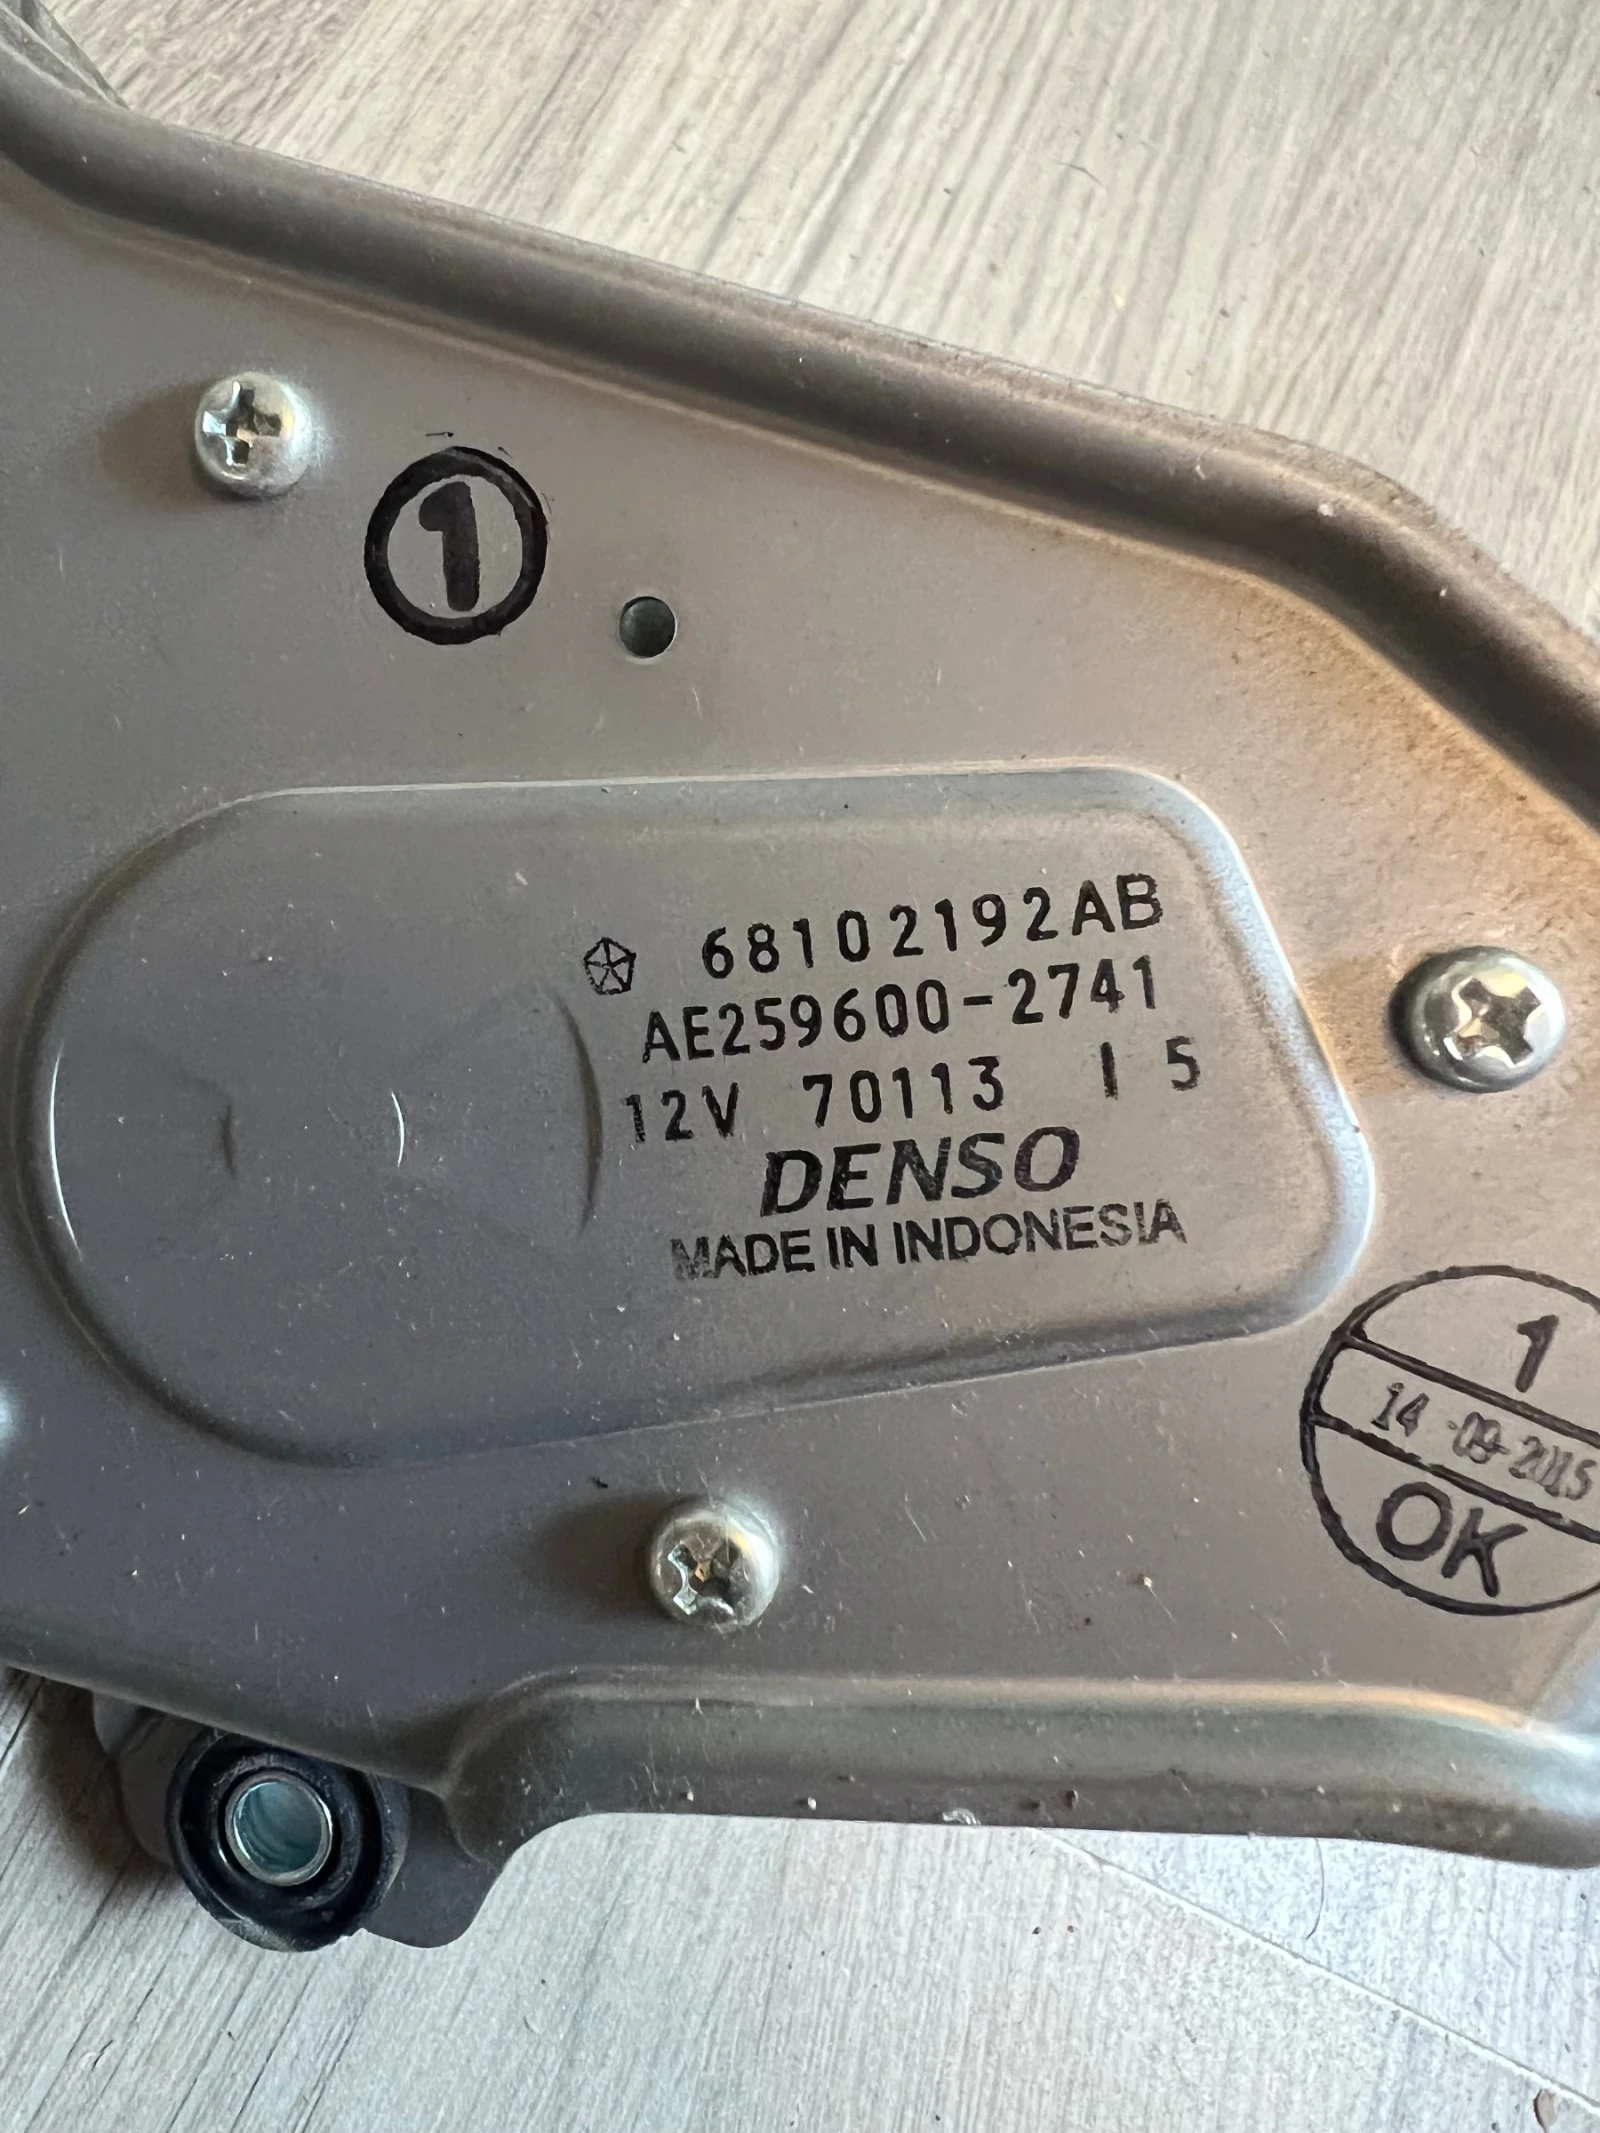 1
68102192AB
AE259600-2741
12V 70113 I 5
DENSO
MADE IN INDONESIA
1
14-09-2015
OK